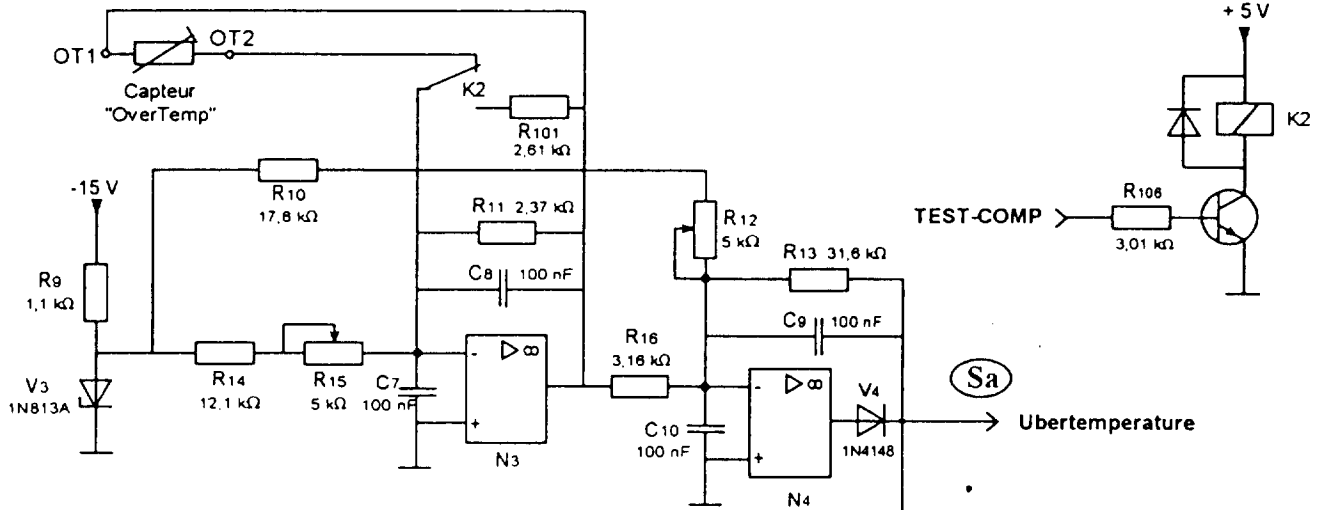 + 5 V
OT1
OT2
Capteur
"OverTemp"
K2
R101
2,61 kΩ
K2
-15 V
R10
17,8 kΩ
R11 2,37 kΩ
R12
5 kΩ
TEST-COMP
R106
3,01 kΩ
R9
1,1 kΩ
C8 100 nF
R13 31,6 kΩ
C9 100 nF
R14
12,1 kΩ
R15
5 kΩ
C7
100 nF
- ▷ ∞
+
N3
R16
3,16 kΩ
C10
100 nF
- ▷ ∞
+
N4
V4
1N4148
Sa
Ubertemperature
V3
1N813A